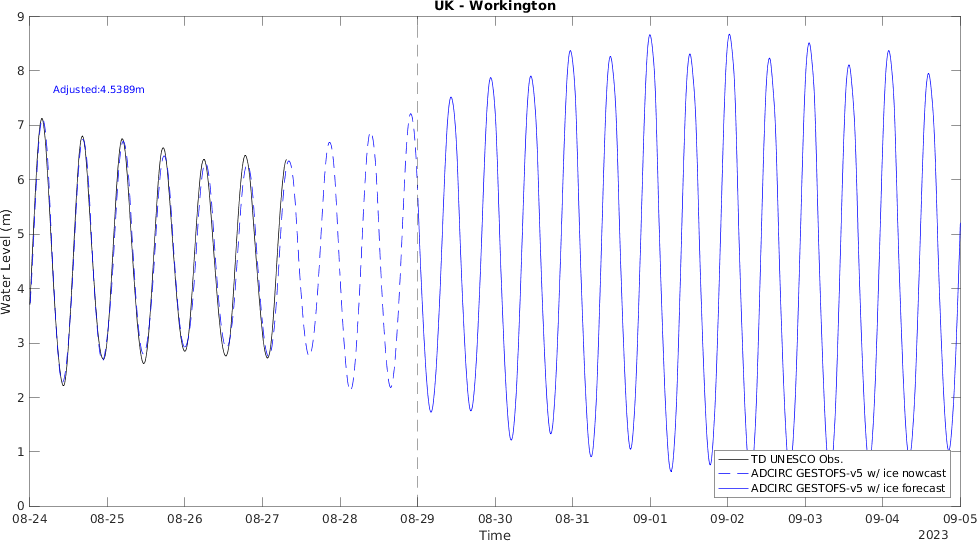 UK - Workington
9
8
7
6
5
4
3
2
1
0
Water Level (m)
Adjusted:4.5389m
TD UNESCO Obs.
ADCIRC GESTOFS-v5 w/ ice nowcast
ADCIRC GESTOFS-v5 w/ ice forecast
08-24 08-25 08-26 08-27 08-28 08-29 08-30 08-31 09-01 09-02 09-03 09-04 09-05
Time
2023